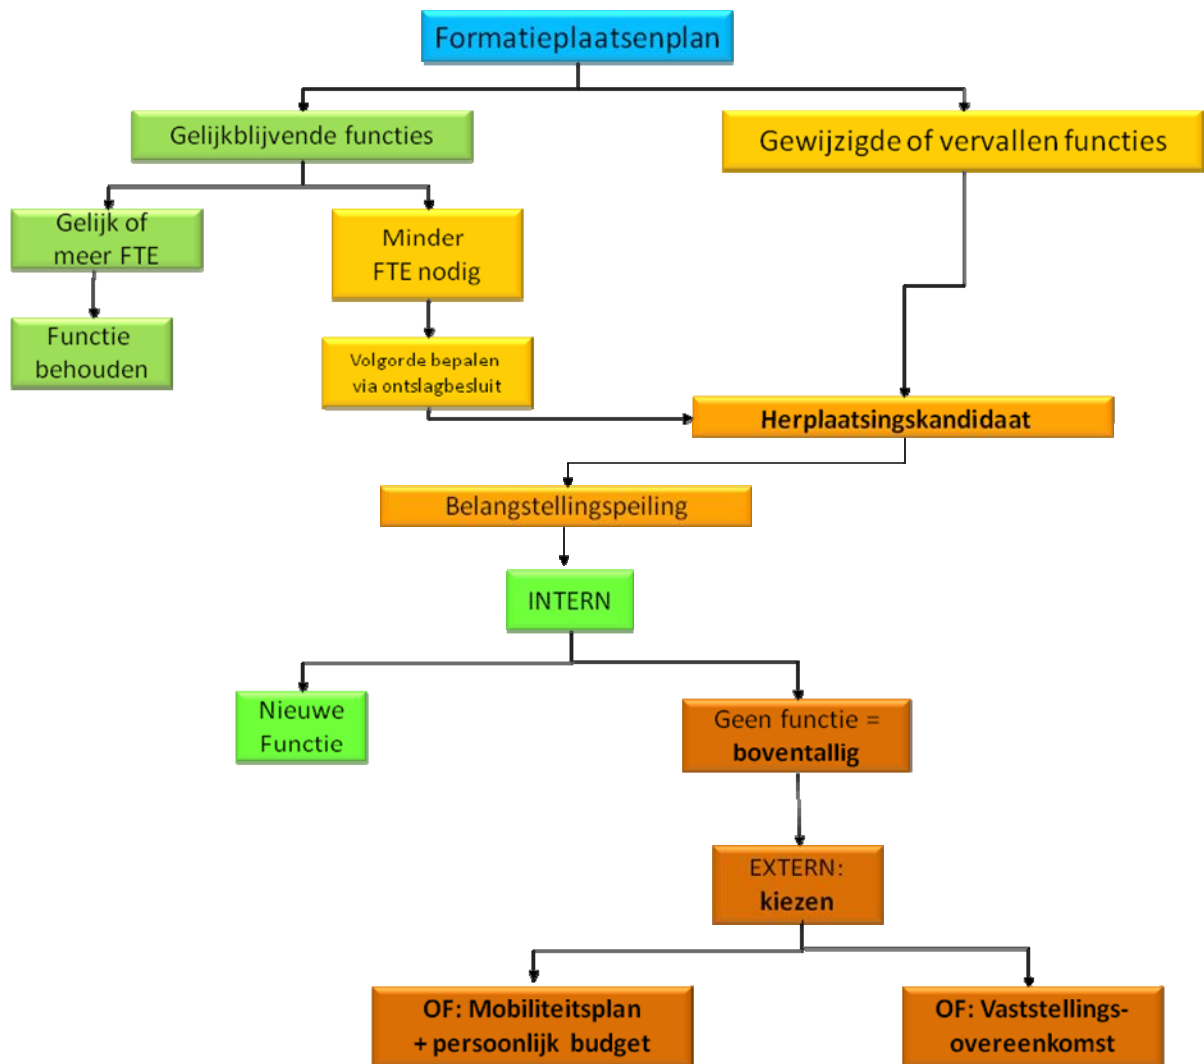 Formatieplaatsenplan
Gelijkblijvende functies
Gewijzigde of vervallen functies
Gelijk of
meer FTE
Minder
FTE nodig
Functie
behouden
Volgorde bepalen
via ontslagbesluit
Herplaatsingskandidaat
Belangstellingspeiling
INTERN
Nieuwe
Functie
Geen functie =
boventallig
EXTERN:
kiezen
OF: Mobiliteitsplan
+ persoonlijk budget
OF: Vaststellings-
overeenkomst